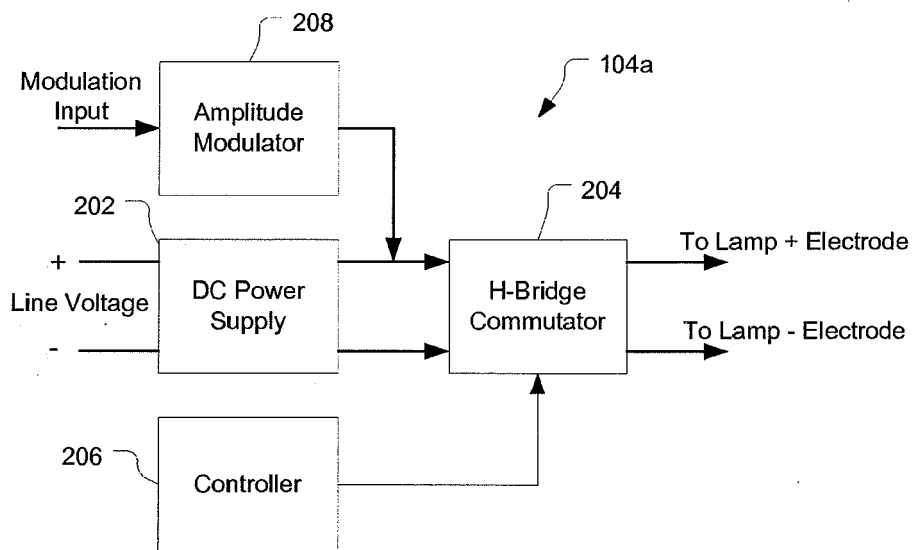 208
104a
Modulation
Input
Amplitude
Modulator
202
204
+
Line Voltage
-
DC Power
Supply
H-Bridge
Commutator
To Lamp + Electrode
To Lamp - Electrode
206
Controller